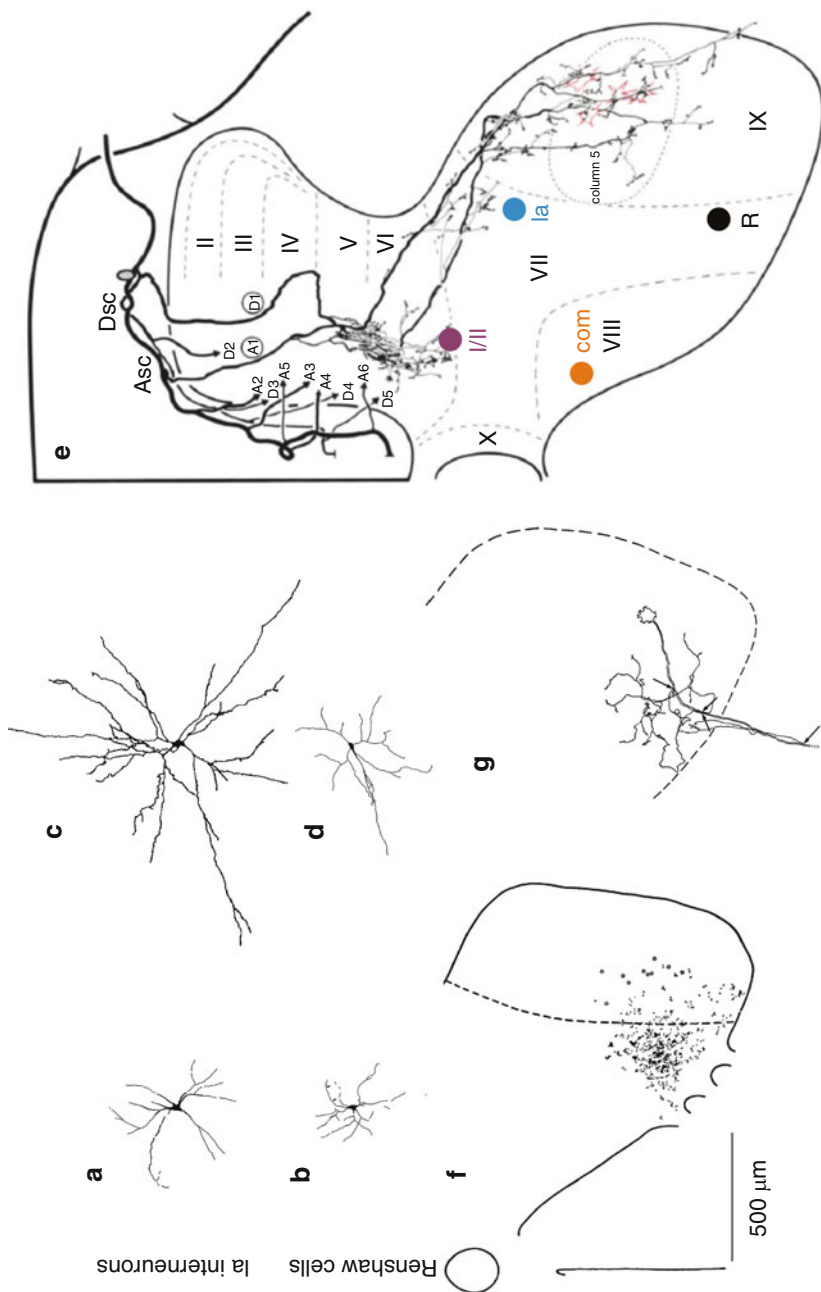 Ia interneurons
Renshaw cells
a
b
c
d
e
Asc
Dsc
D2
A1
D1
A2
D3
A5
A3
A4
D4
A6
D5
II
III
IV
V
VI
I/II
Ia
column 5
VII
com
VIII
R
IX
X
f
g
500 µm